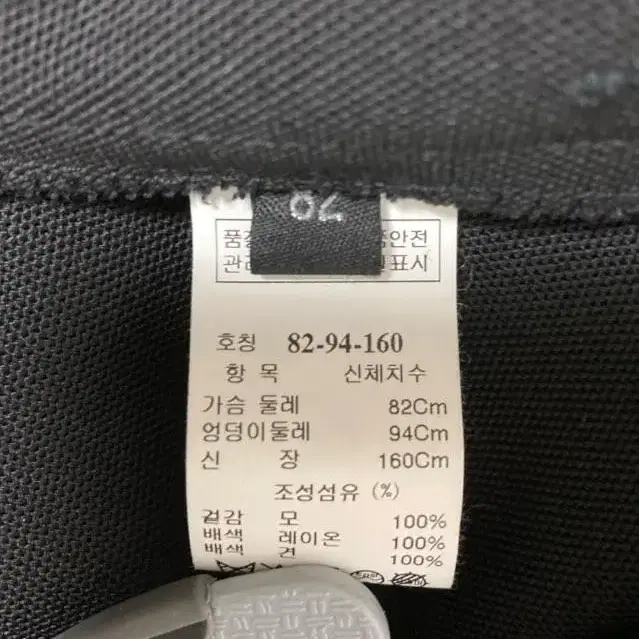 품
안전
관리
표시
호칭 82-94-160
항 목 신체치수
가슴 둘레 82Cm
엉덩이둘레 94Cm
신 장 160Cm
조성섬유 (%)
겉감 모 100%
배색 레이온 100%
배색 견 100%